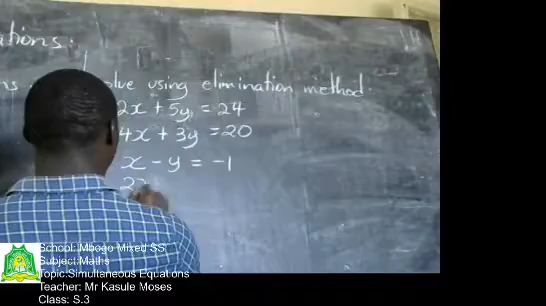 ations.
using elimination method.
2x + 5y = 24
4x + 3y = 20
x - y = -1
School: Mbogo Mixed SS
Subject:Maths
Topic:Simultaneous Equations
Teacher: Mr Kasule Moses
Class: S.3